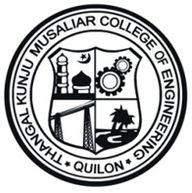 THANGAL KUNJU MUSALIAR COLLEGE OF ENGINEERING
QUILON